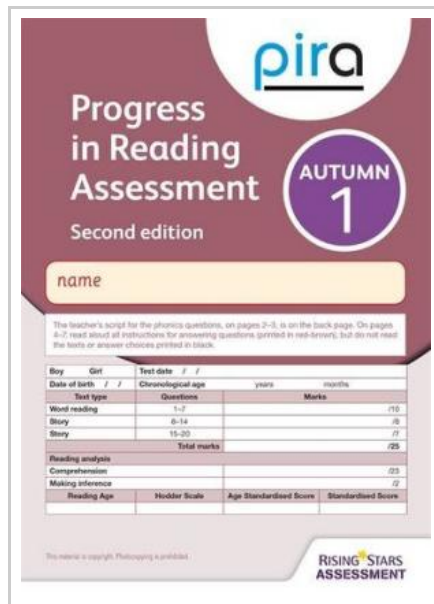 pira
Progress
in Reading
Assessment
AUTUMN
1
Second edition
name
The teacher's script for the phonics questions, on pages 2–3, is on the back page. On pages
4–7, read aloud all instructions for answering questions (printed in red-brown), but do not read
the texts or answer choices printed in black.
Boy Girl Test date / /
Date of birth / / Chronological age years months
Text type Questions Marks
Word reading 1–7 /10
Story 8–14 /8
Story 15–20 /7
Total marks /25
Reading analysis
Comprehension /23
Making inference /2
Reading Age Hodder Scale Age Standardised Score Standardised Score
This material is copyright. Photocopying is prohibited.
RISING STARS
ASSESSMENT